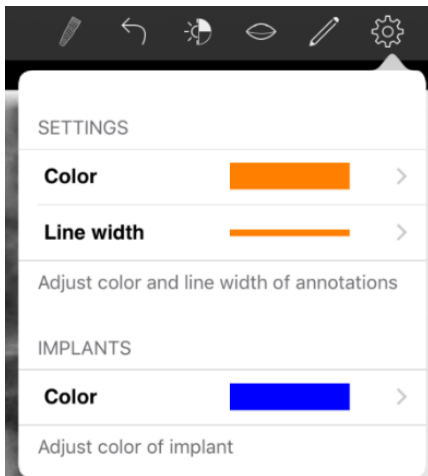 SETTINGS
Color
Line width
Adjust color and line width of annotations
IMPLANTS
Color
Adjust color of implant